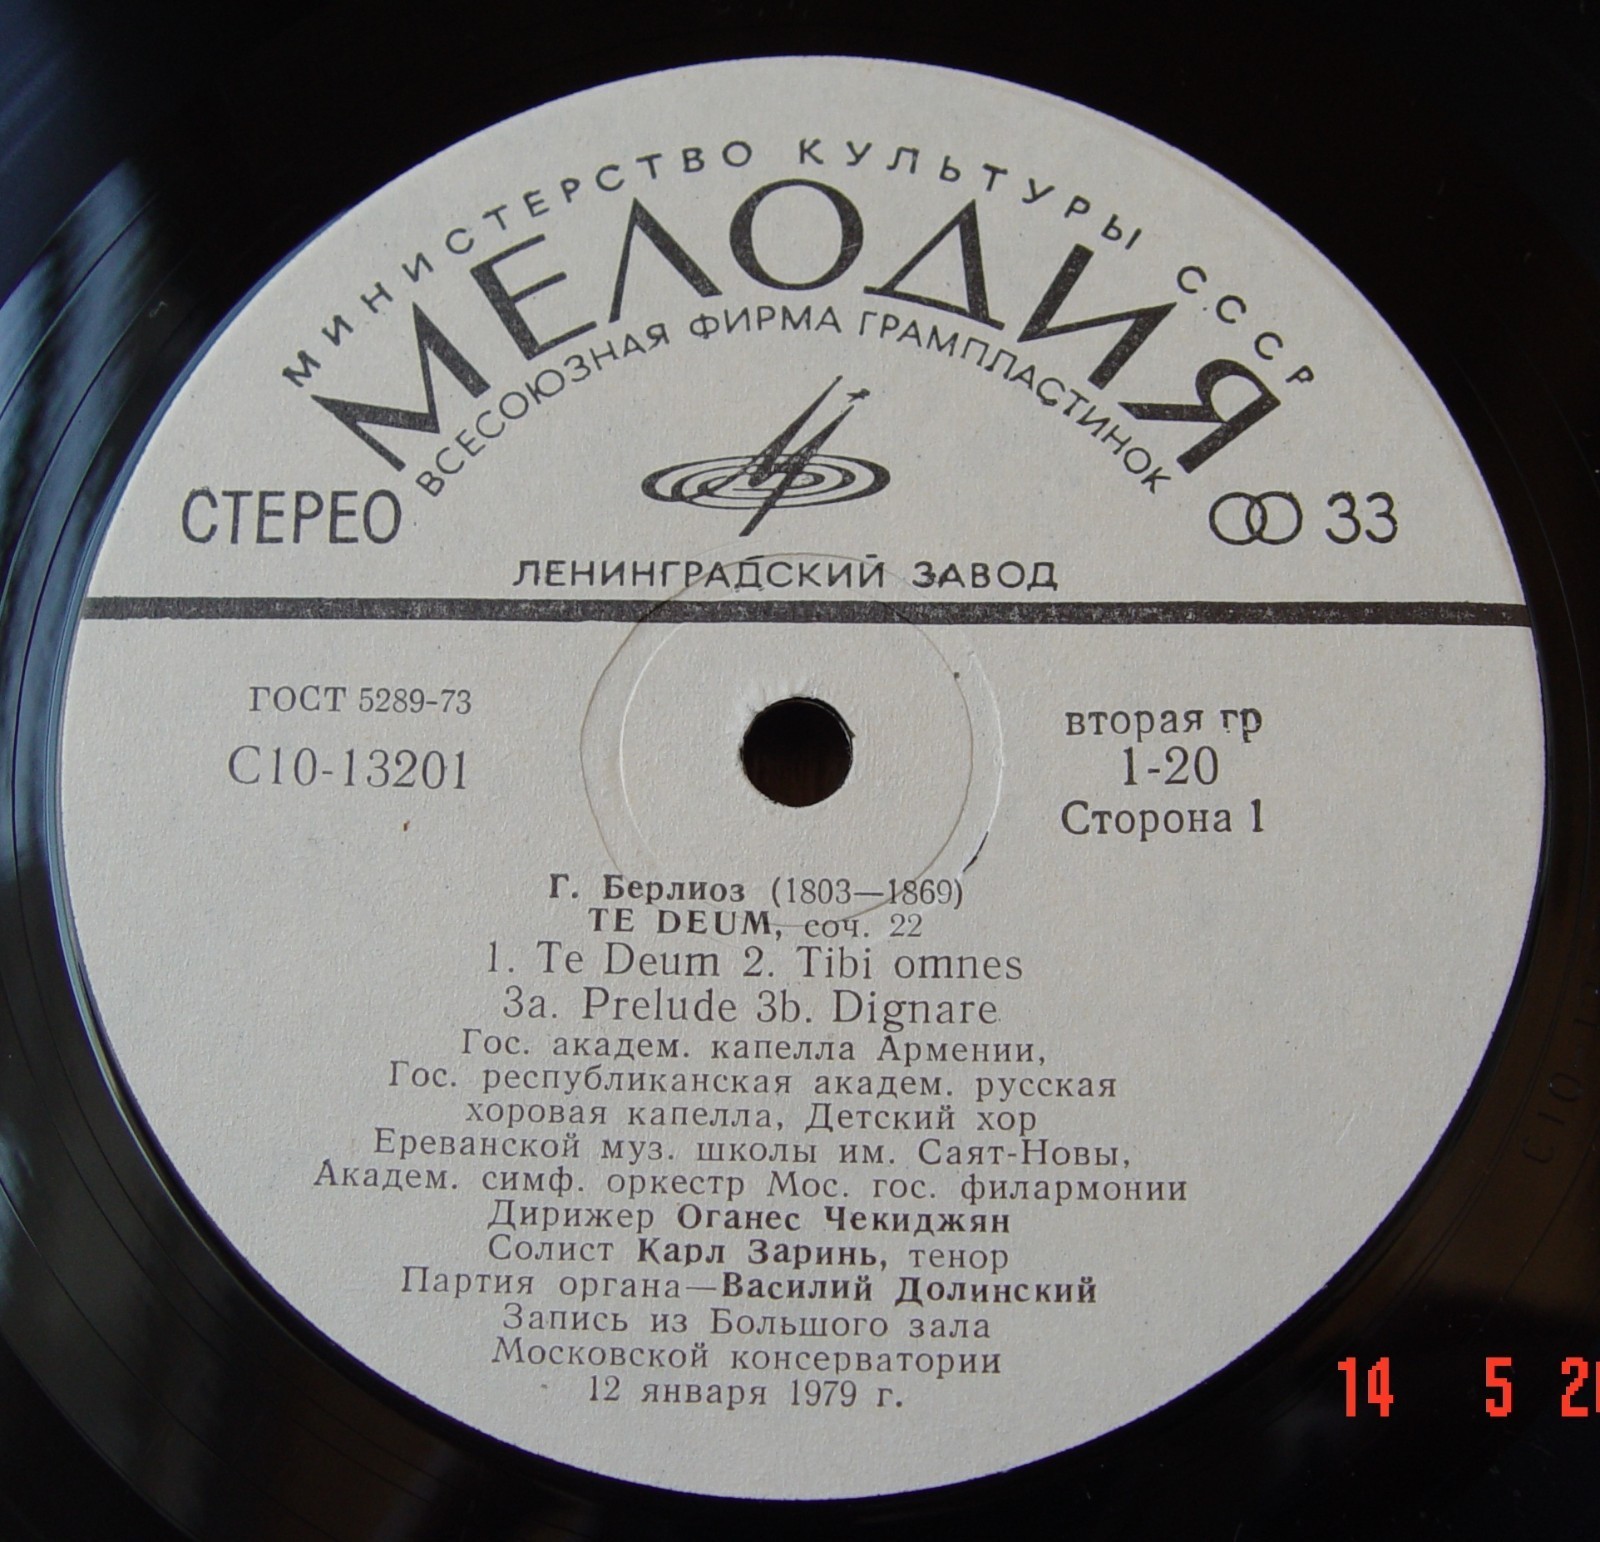 МИНИСТЕРСТВО КУЛЬТУРЫ СССР
МЕЛОДИЯ
ВСЕСОЮЗНАЯ ФИРМА ГРАМПЛАСТИНОК
СТЕРЕО
33
ЛЕНИНГРАДСКИЙ ЗАВОД
ГОСТ 5289-73
С10-13201
вторая гр
1-20
Сторона 1
Г. Берлиоз (1803—1869)
TE DEUM, соч. 22
1. Te Deum 2. Tibi omnes
3a. Prelude 3b. Dignare
Гос. академ. капелла Армении,
Гос. республиканская академ. русская
хоровая капелла, Детский хор
Ереванской муз. школы им. Саят-Новы,
Академ. симф. оркестр Мос. гос. филармонии
Дирижер Оганес Чекиджян
Солист Карл Заринь, тенор
Партия органа—Василий Долинский
Запись из Большого зала
Московской консерватории
12 января 1979 г.
14 5